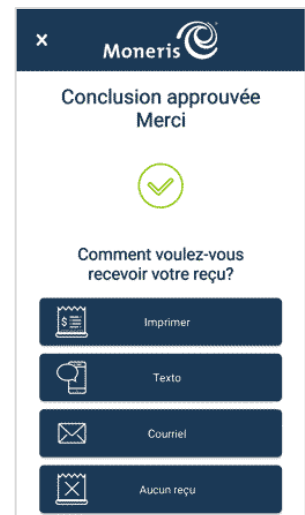 ×
Moneris
Conclusion approuvée
Merci
Comment voulez-vous
recevoir votre reçu?
Imprimer
Texto
Courriel
Aucun reçu